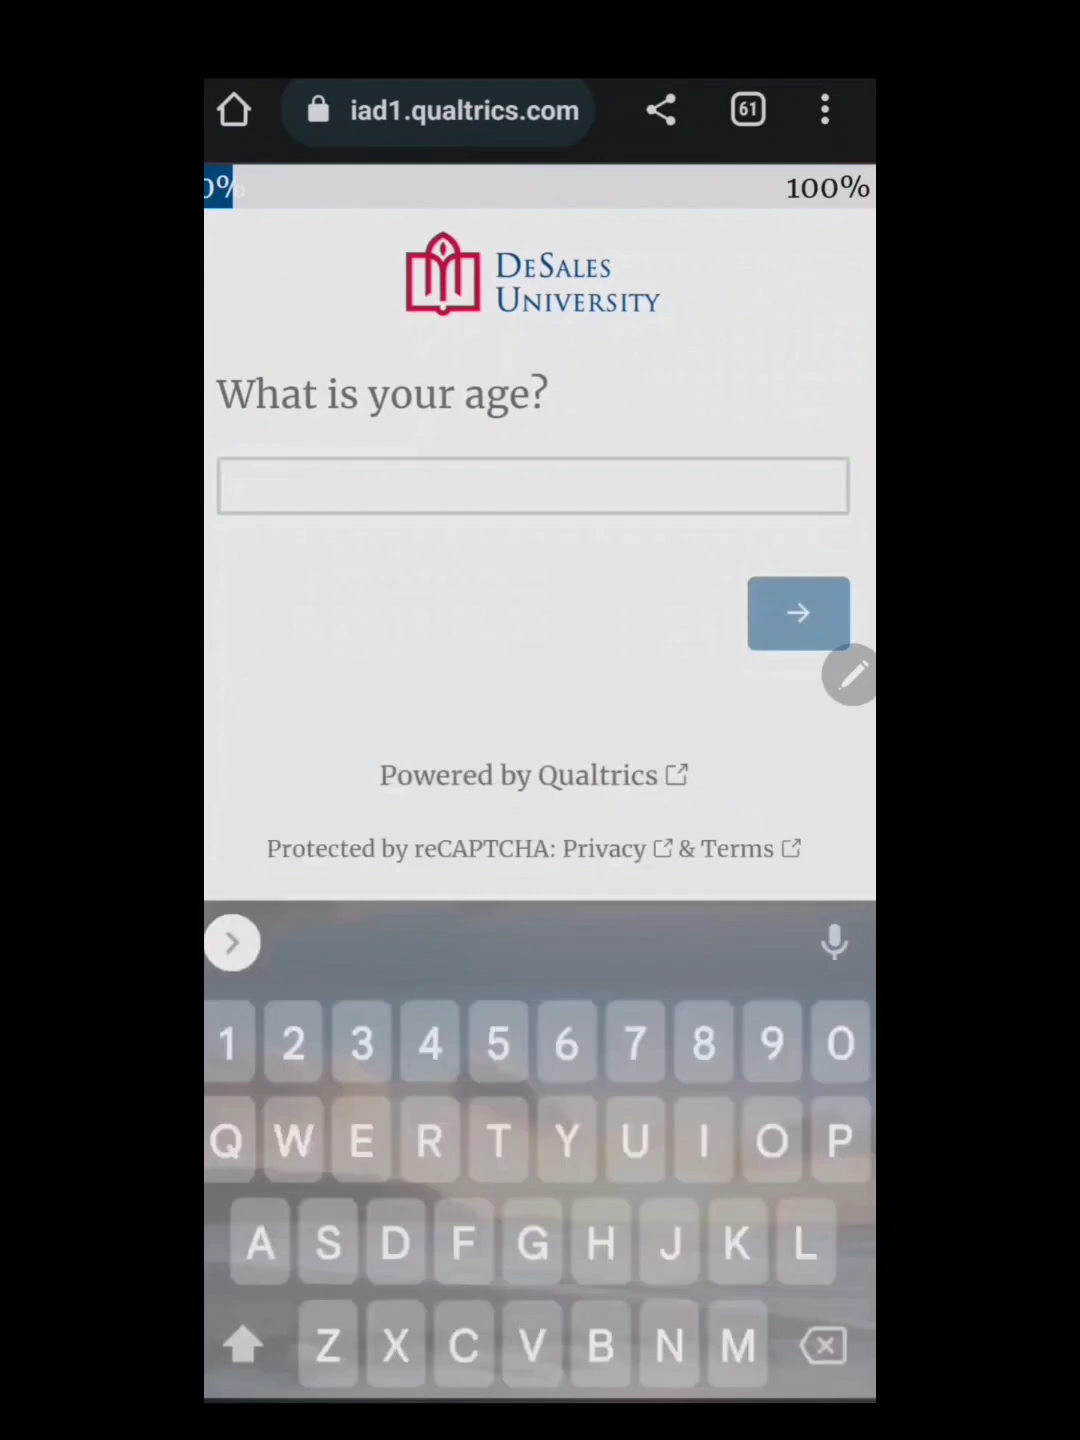 iad1.qualtrics.com
61
0%
100%
DESALES
UNIVERSITY
What is your age?
Powered by Qualtrics
Protected by reCAPTCHA: Privacy & Terms
1 2 3 4 5 6 7 8 9 0
Q W E R T Y U I O P
A S D F G H J K L
Z X C V B N M